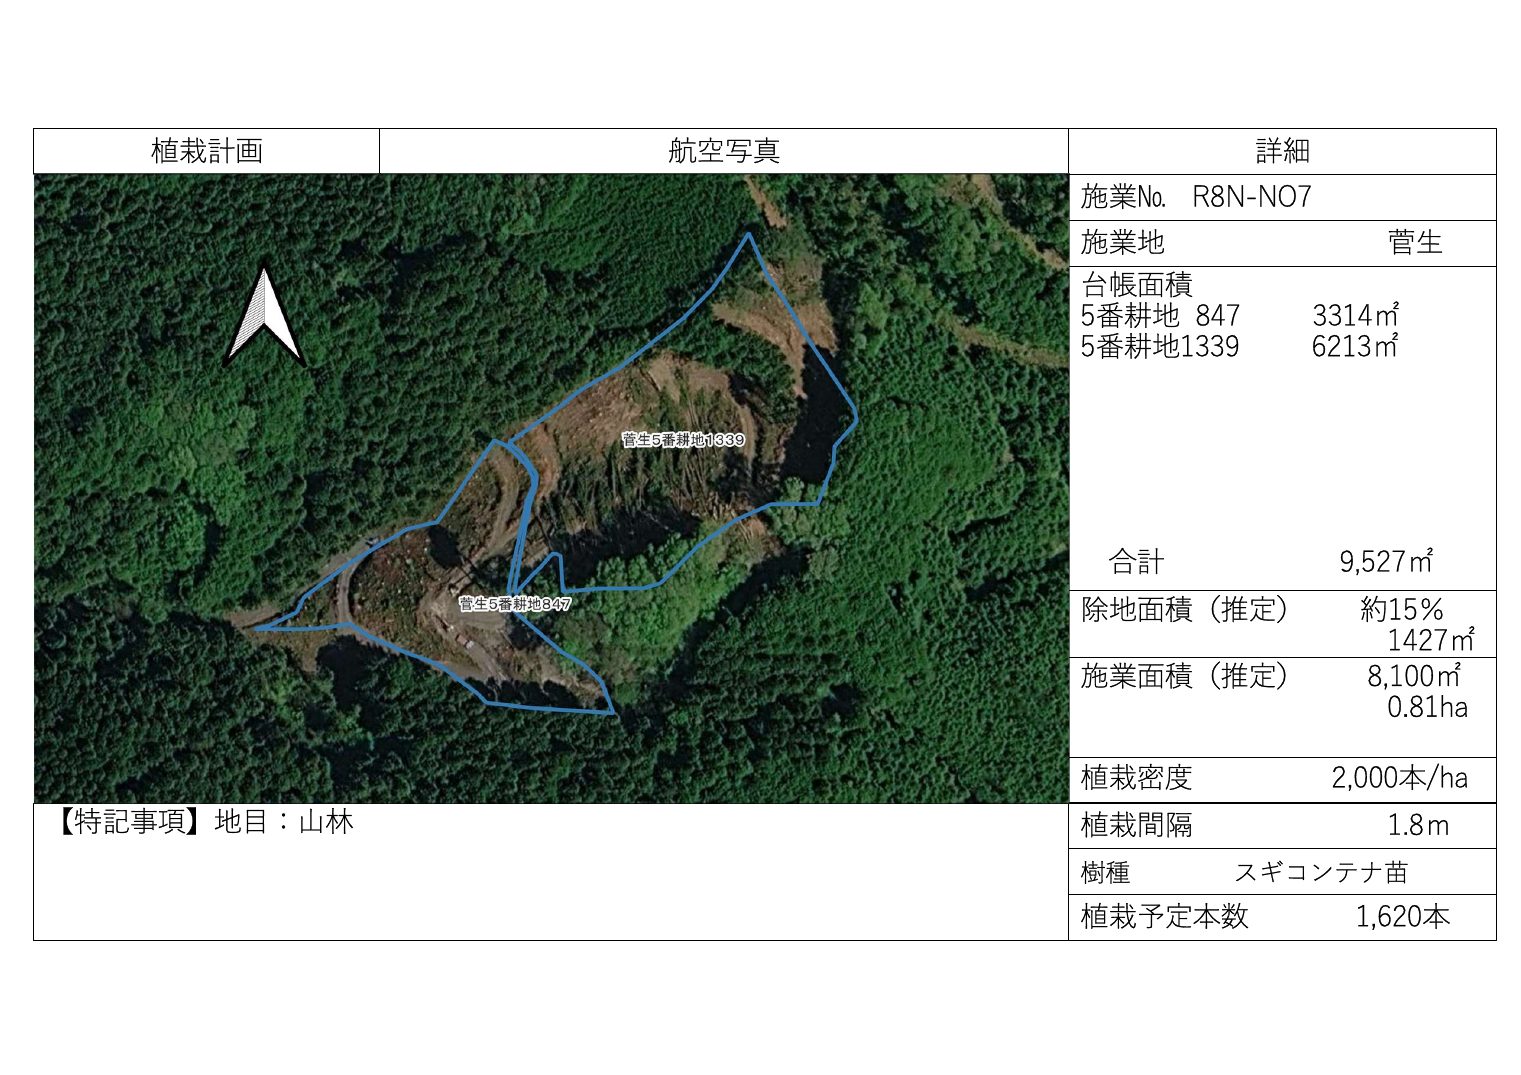 植栽計画
航空写真
詳細
施業№ R8N-NO7
施業地 菅生
台帳面積
5番耕地 847 3314㎡
5番耕地1339 6213㎡
合計 9,527㎡
除地面積（推定） 約15%
1427㎡
施業面積（推定） 8,100㎡
0.81ha
植栽密度 2,000本/ha
植栽間隔 1.8m
樹種 スギコンテナ苗
植栽予定本数 1,620本
菅生5番耕地1339
菅生5番耕地847
【特記事項】地目：山林